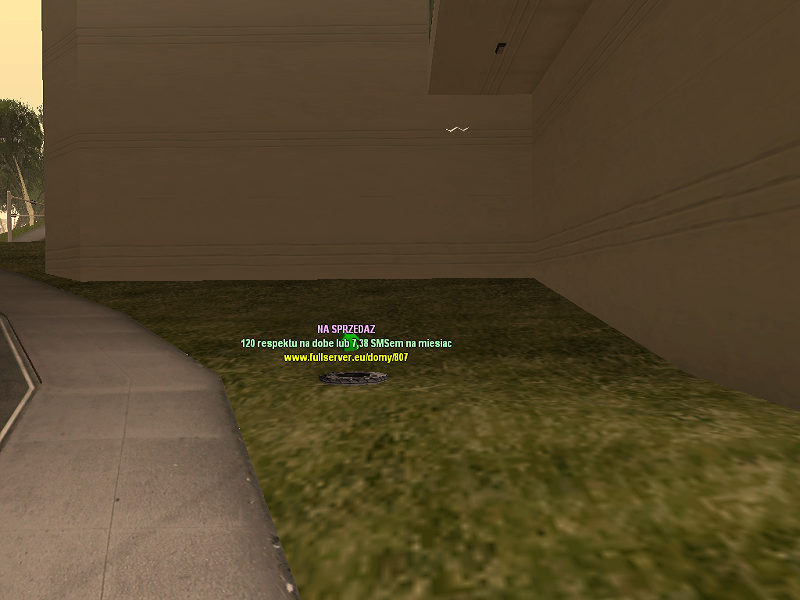 NA SPRZEDAZ
120 respektu na dobe lub 7,38 SMSem na miesiac
www.fullserver.eu/domy/807